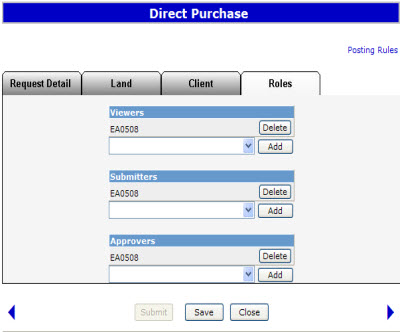 Direct Purchase
Posting Rules
Request Detail Land Client Roles
Viewers
EA0508 Delete
Add
Submitters
EA0508 Delete
Add
Approvers
EA0508 Delete
Add
Submit Save Close